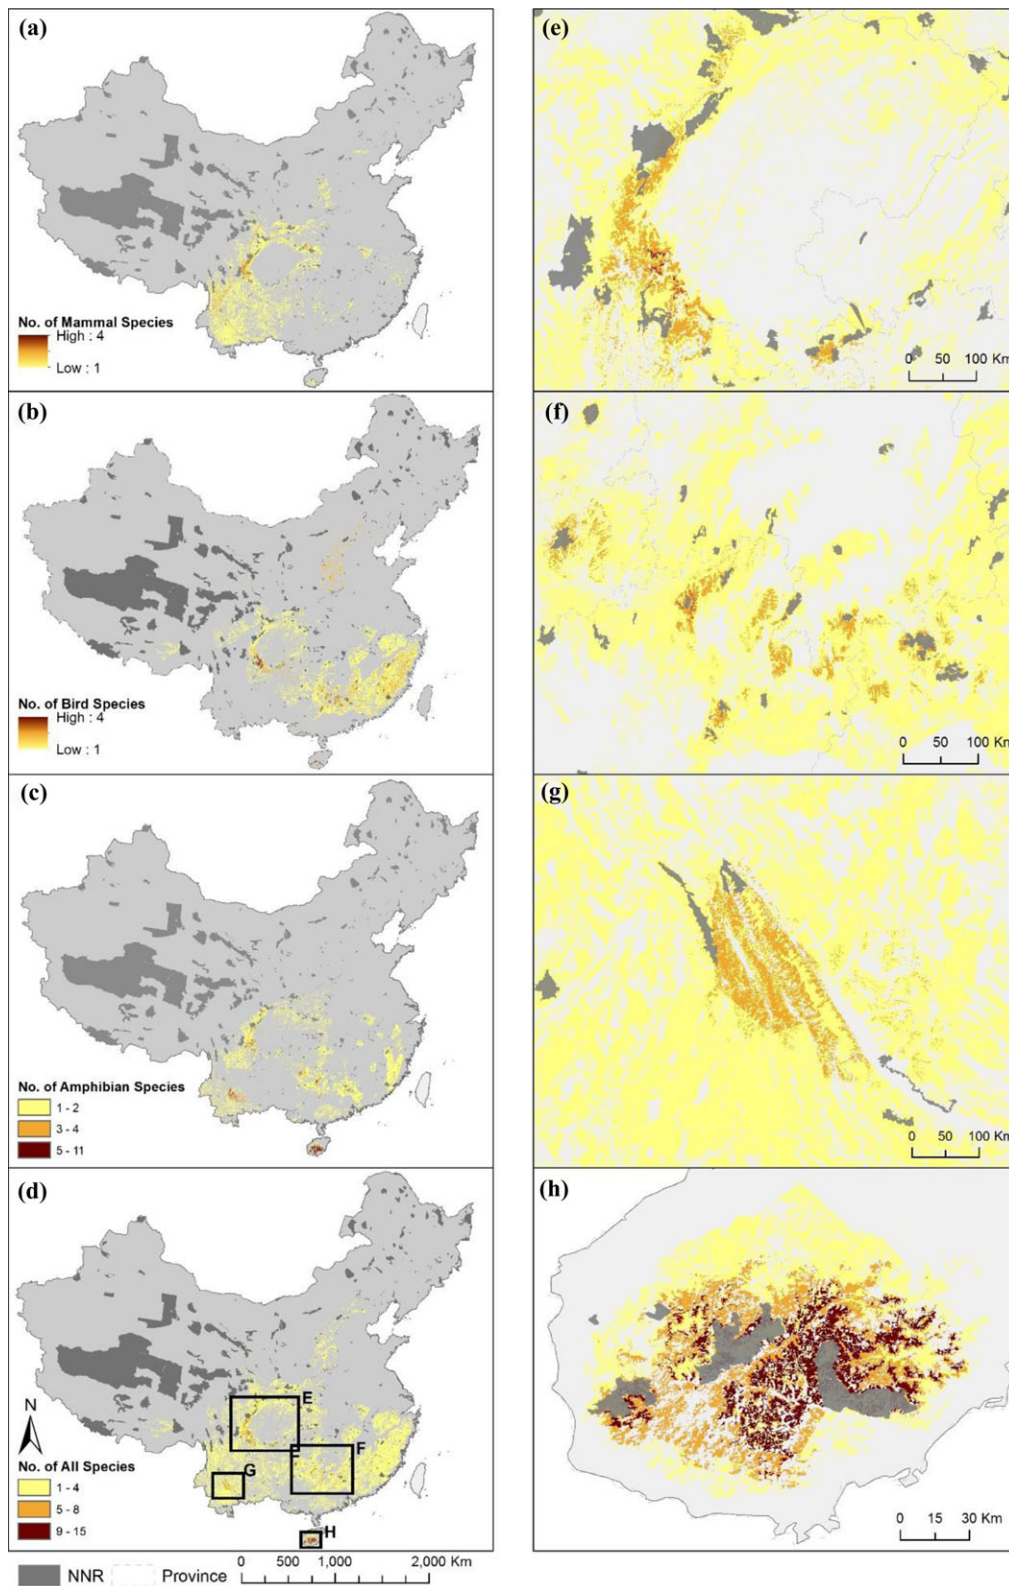 (a)
No. of Mammal Species
High : 4
Low : 1
(b)
No. of Bird Species
High : 4
Low : 1
(c)
No. of Amphibian Species
1 - 2
3 - 4
5 - 11
(d)
N
E
E
F
G
H
No. of All Species
1 - 4
5 - 8
9 - 15
NNR
Province
0 500 1,000 2,000 Km
(e)
0 50 100 Km
(f)
0 50 100 Km
(g)
0 50 100 Km
(h)
0 15 30 Km